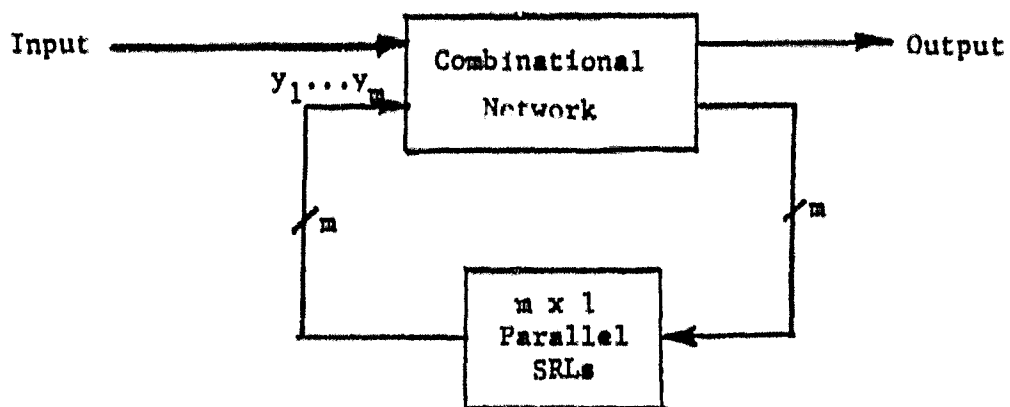 Input
Combinational
Network
Output
y₁...yₘ
m
m
m x 1
Parallel
SRLs